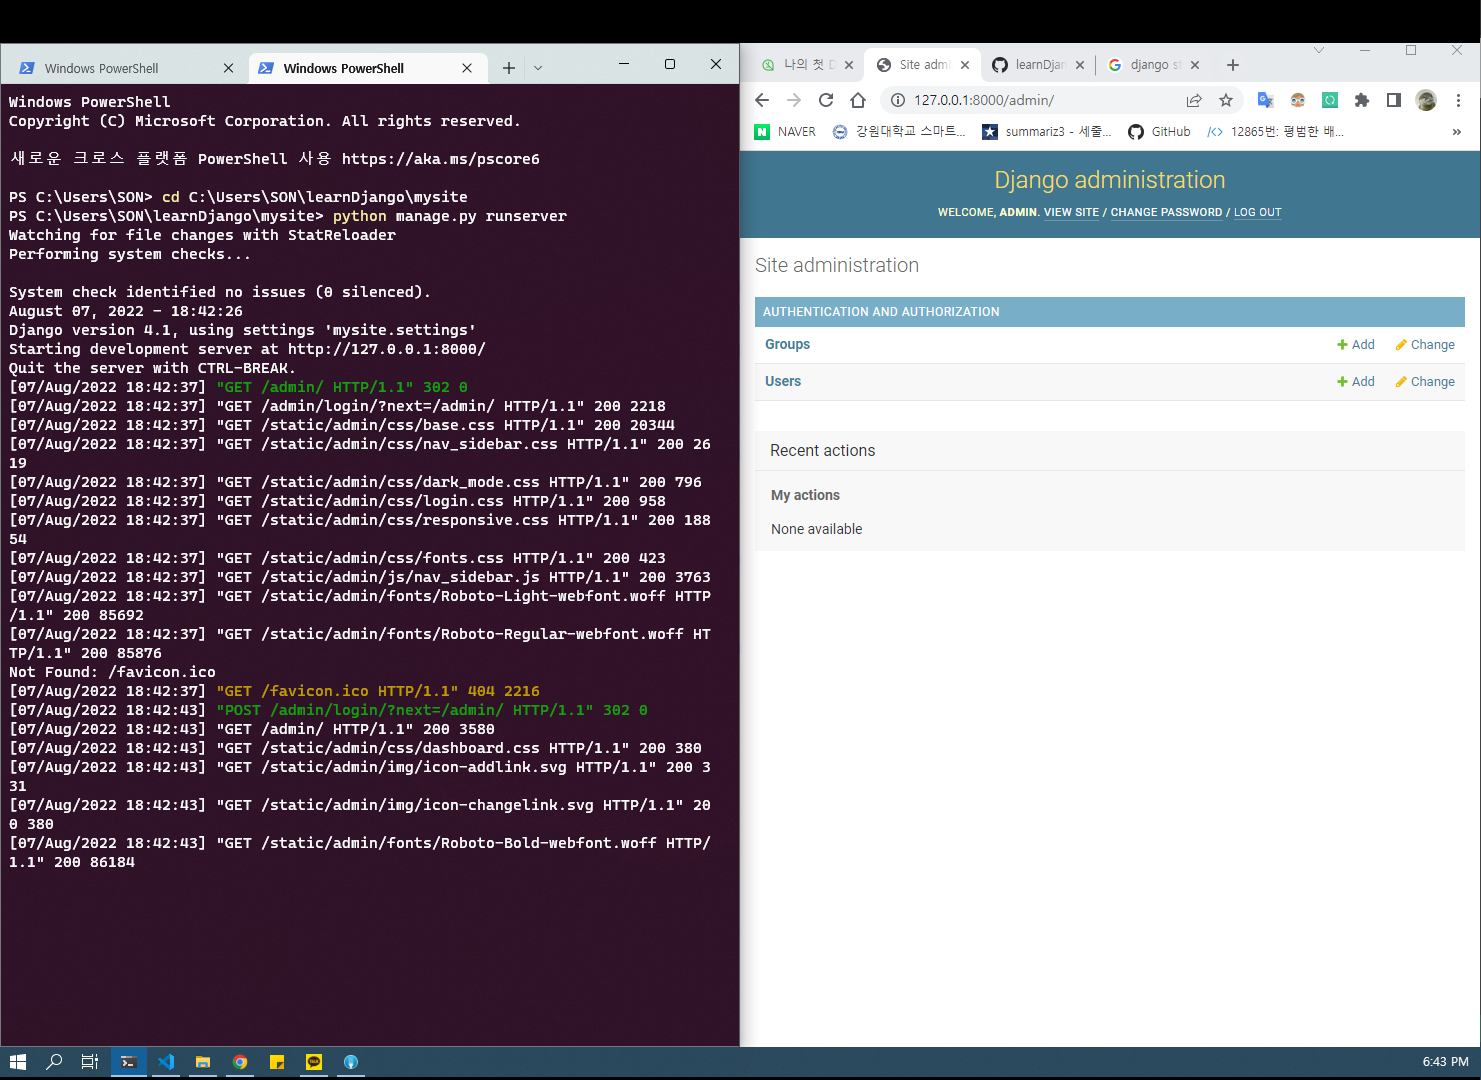 Windows PowerShell
Windows PowerShell
Windows PowerShell
Copyright (C) Microsoft Corporation. All rights reserved.
새로운 크로스 플랫폼 PowerShell 사용 https://aka.ms/pscore6
PS C:\Users\SON> cd C:\Users\SON\learnDjango\mysite
PS C:\Users\SON\learnDjango\mysite> python manage.py runserver
Watching for file changes with StatReloader
Performing system checks...
System check identified no issues (0 silenced).
August 07, 2022 - 18:42:26
Django version 4.1, using settings 'mysite.settings'
Starting development server at http://127.0.0.1:8000/
Quit the server with CTRL-BREAK.
[07/Aug/2022 18:42:37] "GET /admin/ HTTP/1.1" 302 0
[07/Aug/2022 18:42:37] "GET /admin/login/?next=/admin/ HTTP/1.1" 200 2218
[07/Aug/2022 18:42:37] "GET /static/admin/css/base.css HTTP/1.1" 200 20344
[07/Aug/2022 18:42:37] "GET /static/admin/css/nav_sidebar.css HTTP/1.1" 200 26
19
[07/Aug/2022 18:42:37] "GET /static/admin/css/dark_mode.css HTTP/1.1" 200 796
[07/Aug/2022 18:42:37] "GET /static/admin/css/login.css HTTP/1.1" 200 958
[07/Aug/2022 18:42:37] "GET /static/admin/css/responsive.css HTTP/1.1" 200 188
54
[07/Aug/2022 18:42:37] "GET /static/admin/css/fonts.css HTTP/1.1" 200 423
[07/Aug/2022 18:42:37] "GET /static/admin/js/nav_sidebar.js HTTP/1.1" 200 3763
[07/Aug/2022 18:42:37] "GET /static/admin/fonts/Roboto-Light-webfont.woff HTTP
/1.1" 200 85692
[07/Aug/2022 18:42:37] "GET /static/admin/fonts/Roboto-Regular-webfont.woff HT
TP/1.1" 200 85876
Not Found: /favicon.ico
[07/Aug/2022 18:42:37] "GET /favicon.ico HTTP/1.1" 404 2216
[07/Aug/2022 18:42:43] "POST /admin/login/?next=/admin/ HTTP/1.1" 302 0
[07/Aug/2022 18:42:43] "GET /admin/ HTTP/1.1" 200 3580
[07/Aug/2022 18:42:43] "GET /static/admin/css/dashboard.css HTTP/1.1" 200 380
[07/Aug/2022 18:42:43] "GET /static/admin/img/icon-addlink.svg HTTP/1.1" 200 3
31
[07/Aug/2022 18:42:43] "GET /static/admin/img/icon-changelink.svg HTTP/1.1" 20
0 380
[07/Aug/2022 18:42:43] "GET /static/admin/fonts/Roboto-Bold-webfont.woff HTTP/
1.1" 200 86184
나의 첫 D
Site admi
learnDjan
django st
127.0.0.1:8000/admin/
NAVER
강원대학교 스마트...
summariz3 - 세줄...
GitHub
12865번: 평범한 배...
Django administration
WELCOME, ADMIN. VIEW SITE / CHANGE PASSWORD / LOG OUT
Site administration
AUTHENTICATION AND AUTHORIZATION
Groups Add Change
Users Add Change
Recent actions
My actions
None available
6:43 PM